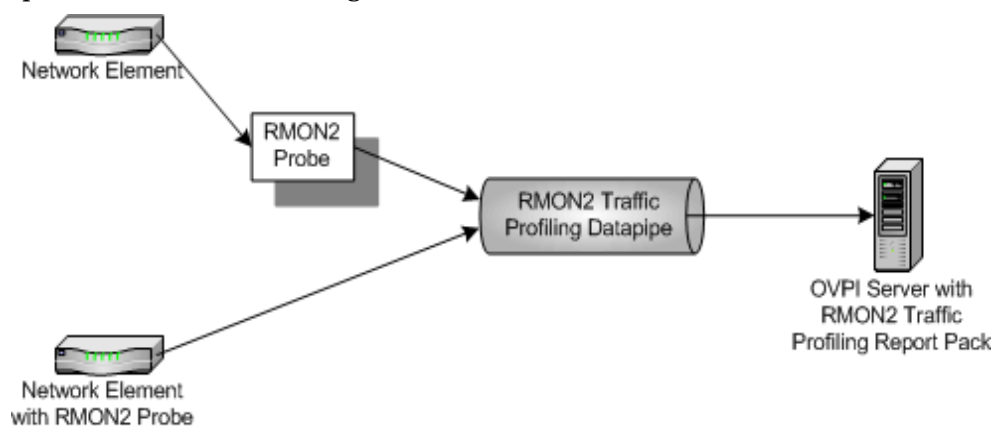 Network Element
RMON2
Probe
RMON2 Traffic
Profiling Datapipe
OVPI Server with
RMON2 Traffic
Profiling Report Pack
Network Element
with RMON2 Probe